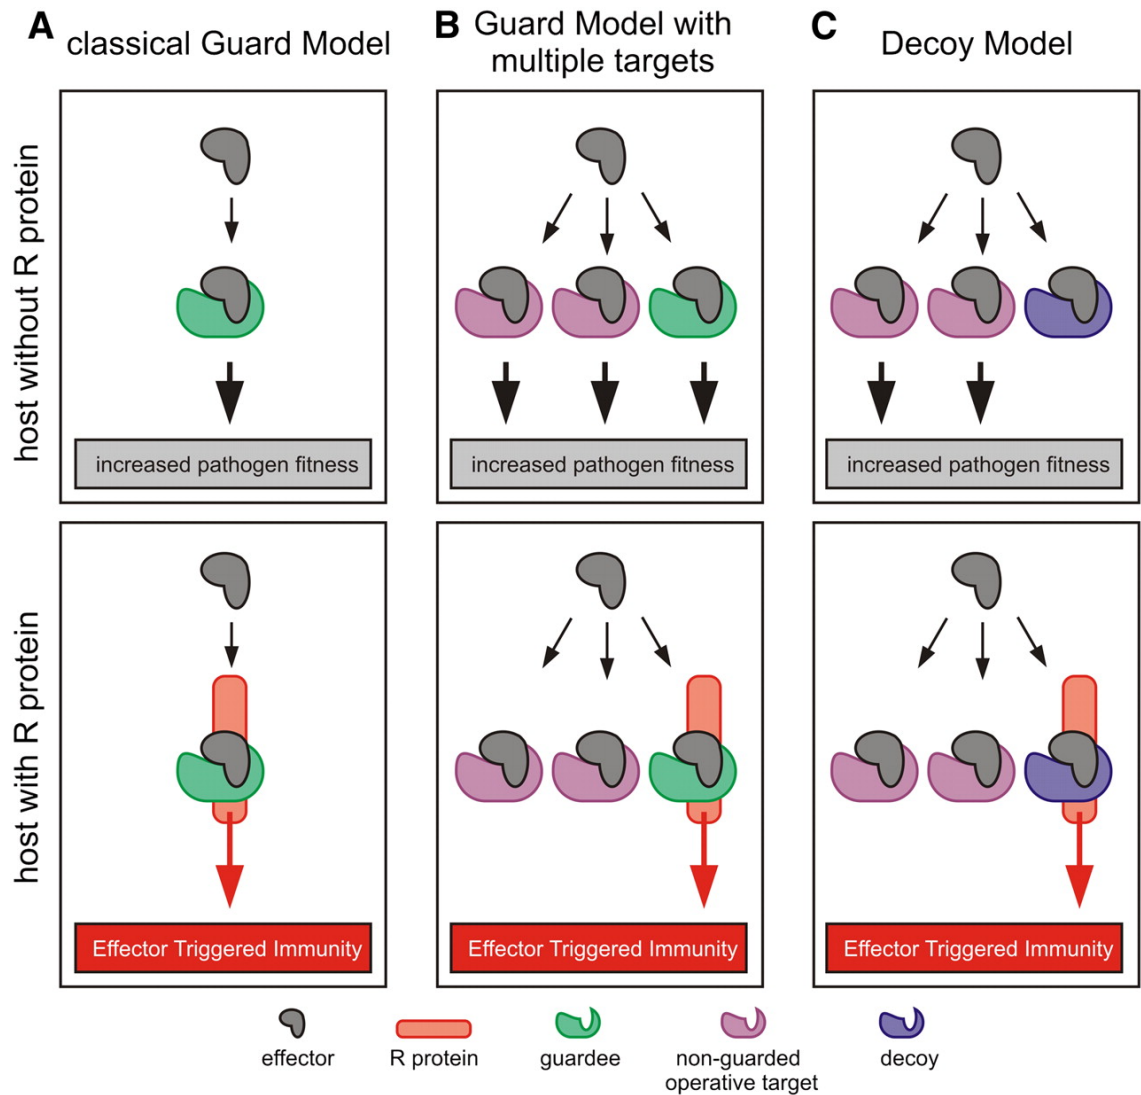 A
classical Guard Model
B
Guard Model with
multiple targets
C
Decoy Model
host without R protein
increased pathogen fitness
increased pathogen fitness
increased pathogen fitness
host with R protein
Effector Triggered Immunity
Effector Triggered Immunity
Effector Triggered Immunity
effector
R protein
guardee
non-guarded
operative target
decoy